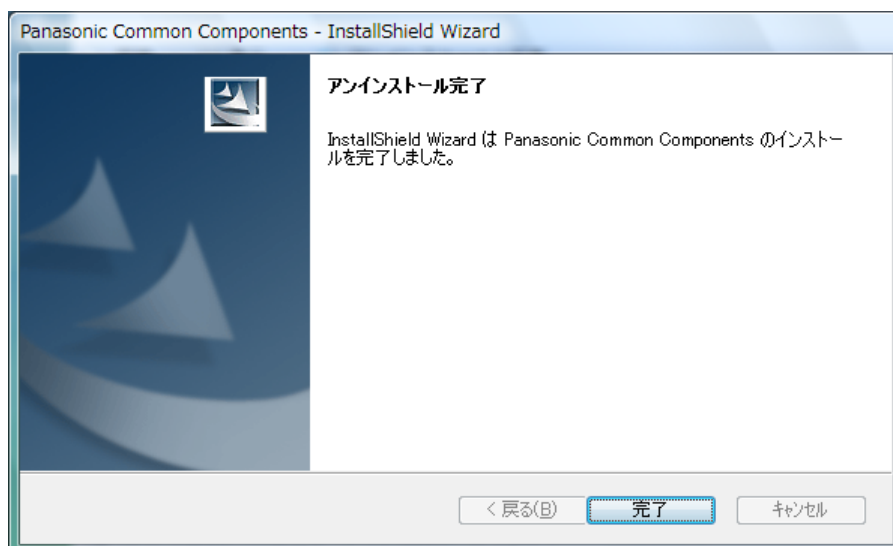 Panasonic Common Components - InstallShield Wizard
アンインストール完了
InstallShield Wizard は Panasonic Common Components のインストー
ルを完了しました。
< 戻る(B)
完了
キャンセル